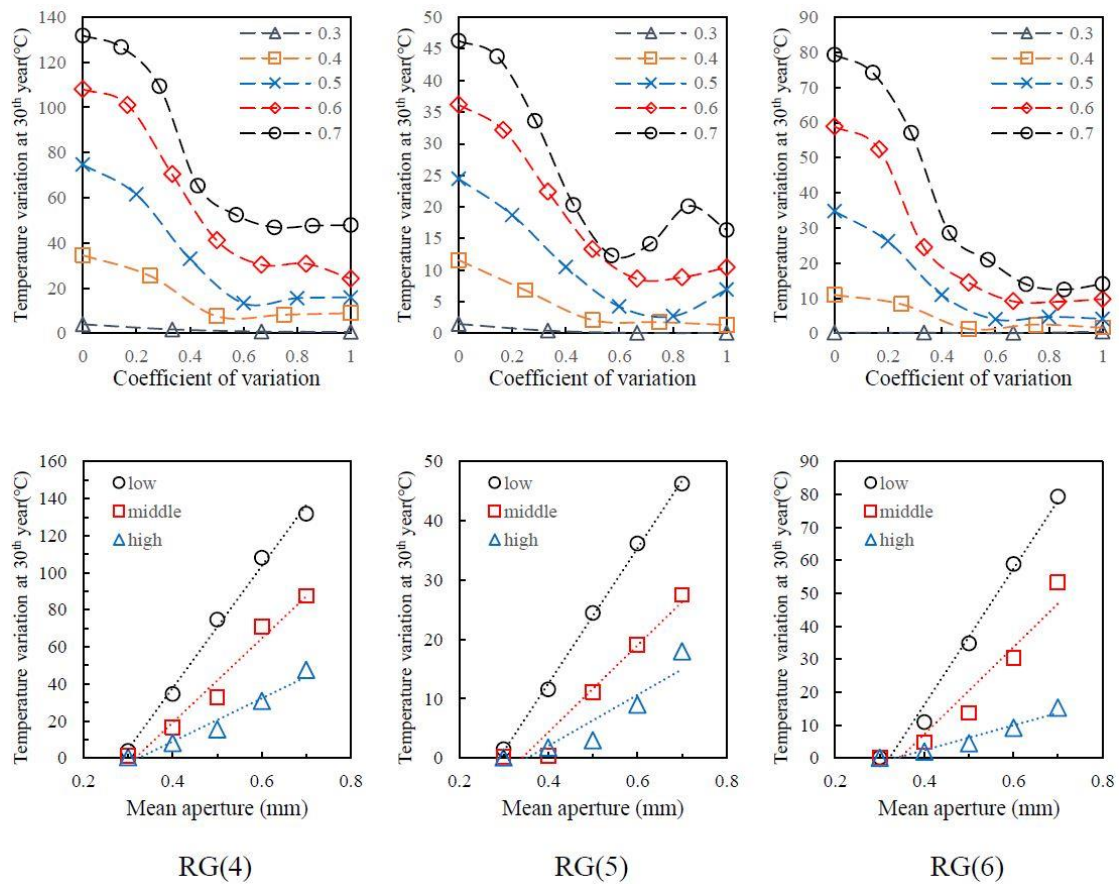 Temperature variation at 30th year(℃)
140
120
100
80
60
40
20
0
0.3
0.4
0.5
0.6
0.7
0 0.2 0.4 0.6 0.8 1
Coefficient of variation
Temperature variation at 30th year(℃)
50
45
40
35
30
25
20
15
10
5
0
0.3
0.4
0.5
0.6
0.7
0 0.2 0.4 0.6 0.8 1
Coefficient of variation
Temperature variation at 30th year(℃)
90
80
70
60
50
40
30
20
10
0
0.3
0.4
0.5
0.6
0.7
0 0.2 0.4 0.6 0.8 1
Coefficient of variation
Temperature variation at 30th year(℃)
160
140
120
100
80
60
40
20
0
low
middle
high
0.2 0.4 0.6 0.8
Mean aperture (mm)
Temperature variation at 30th year(℃)
50
40
30
20
10
0
low
middle
high
0.2 0.4 0.6 0.8
Mean aperture (mm)
Temperature variation at 30th year(℃)
90
80
70
60
50
40
30
20
10
0
low
middle
high
0.2 0.4 0.6 0.8
Mean aperture (mm)
RG(4) RG(5) RG(6)